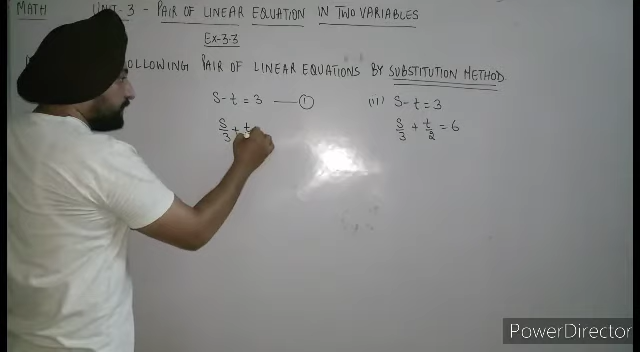 MATH UNIT-3 - PAIR OF LINEAR EQUATION IN TWO VARIABLES
Ex-3.3
FOLLOWING PAIR OF LINEAR EQUATIONS BY SUBSTITUTION METHOD.
S-t = 3 —— ①
(ii) S-t = 3
S/3 + t
S/3 + t/2 = 6
PowerDirector